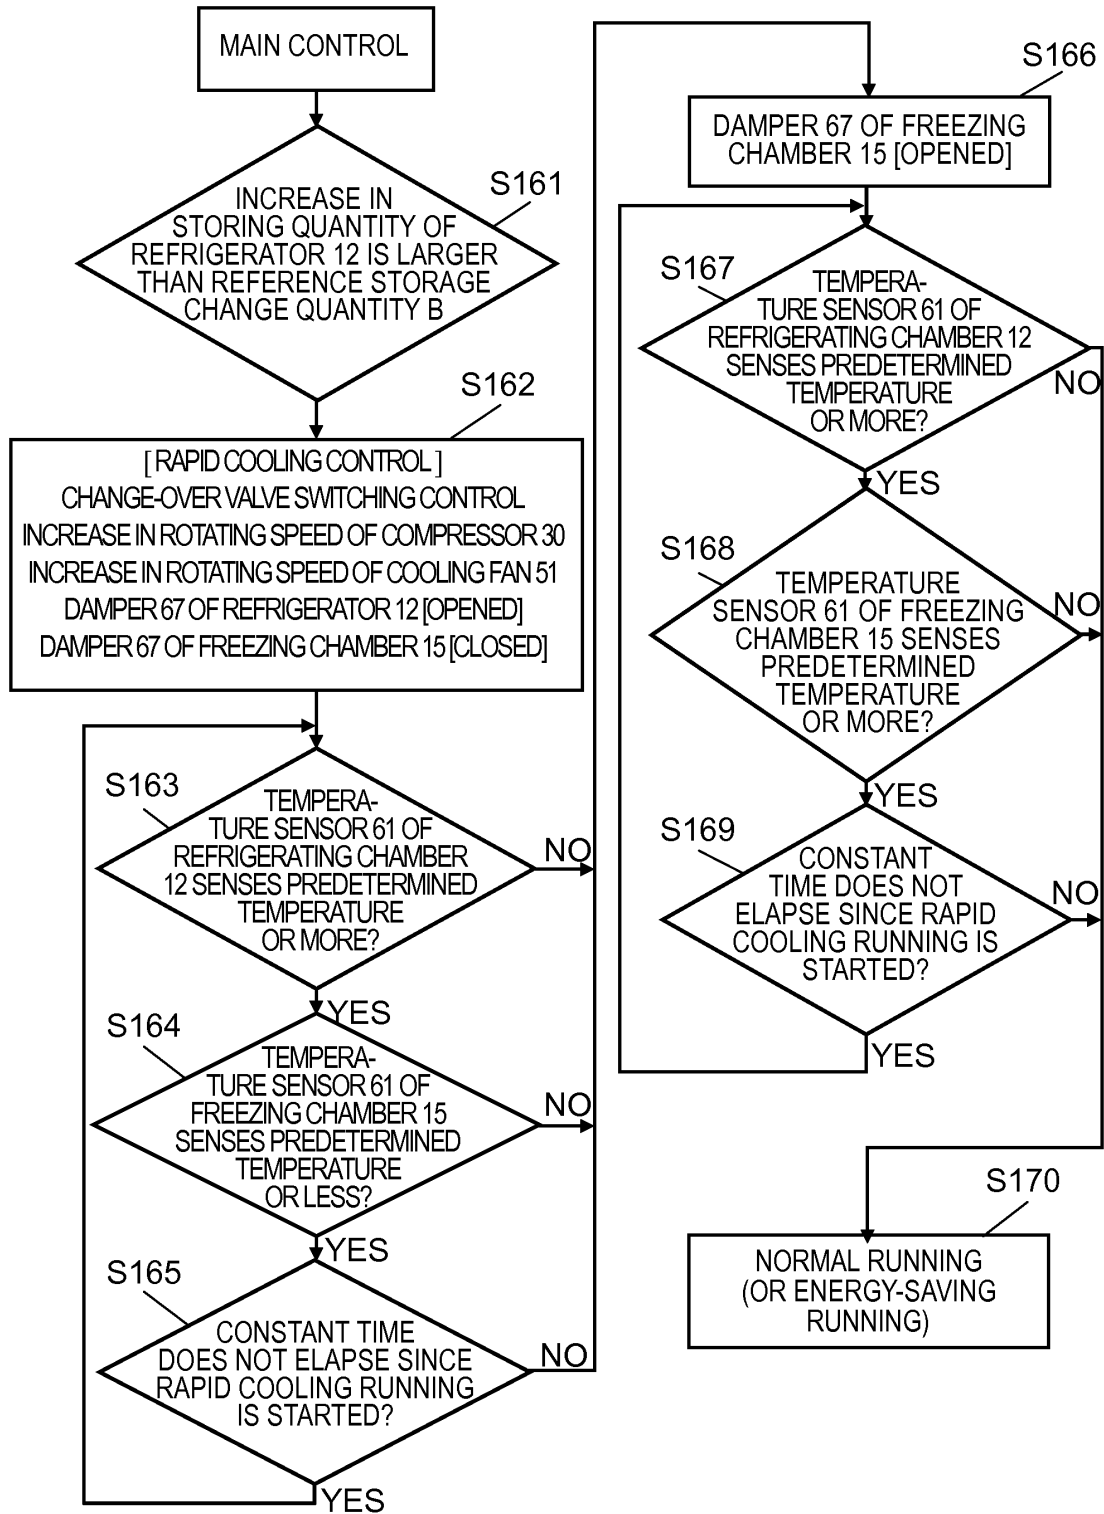 MAIN CONTROL
S161
INCREASE IN
STORING QUANTITY OF
REFRIGERATOR 12 IS LARGER
THAN REFERENCE STORAGE
CHANGE QUANTITY B
S162
[ RAPID COOLING CONTROL ]
CHANGE-OVER VALVE SWITCHING CONTROL
INCREASE IN ROTATING SPEED OF COMPRESSOR 30
INCREASE IN ROTATING SPEED OF COOLING FAN 51
DAMPER 67 OF REFRIGERATOR 12 [OPENED]
DAMPER 67 OF FREEZING CHAMBER 15 [CLOSED]
S163
TEMPERA-
TURE SENSOR 61 OF
REFRIGERATING CHAMBER
12 SENSES PREDETERMINED
TEMPERATURE
OR MORE?
NO
YES
S164
TEMPERA-
TURE SENSOR 61 OF
FREEZING CHAMBER 15
SENSES PREDETERMINED
TEMPERATURE
OR LESS?
NO
YES
S165
CONSTANT TIME
DOES NOT ELAPSE SINCE
RAPID COOLING RUNNING
IS STARTED?
NO
YES
S166
DAMPER 67 OF FREEZING
CHAMBER 15 [OPENED]
S167
TEMPERA-
TURE SENSOR 61 OF
REFRIGERATING CHAMBER 12
SENSES PREDETERMINED
TEMPERATURE
OR MORE?
NO
YES
S168
TEMPERATURE
SENSOR 61 OF FREEZING
CHAMBER 15 SENSES
PREDETERMINED
TEMPERATURE
OR MORE?
NO
YES
S169
CONSTANT
TIME DOES NOT
ELAPSE SINCE RAPID
COOLING RUNNING IS
STARTED?
NO
YES
S170
NORMAL RUNNING
(OR ENERGY-SAVING
RUNNING)